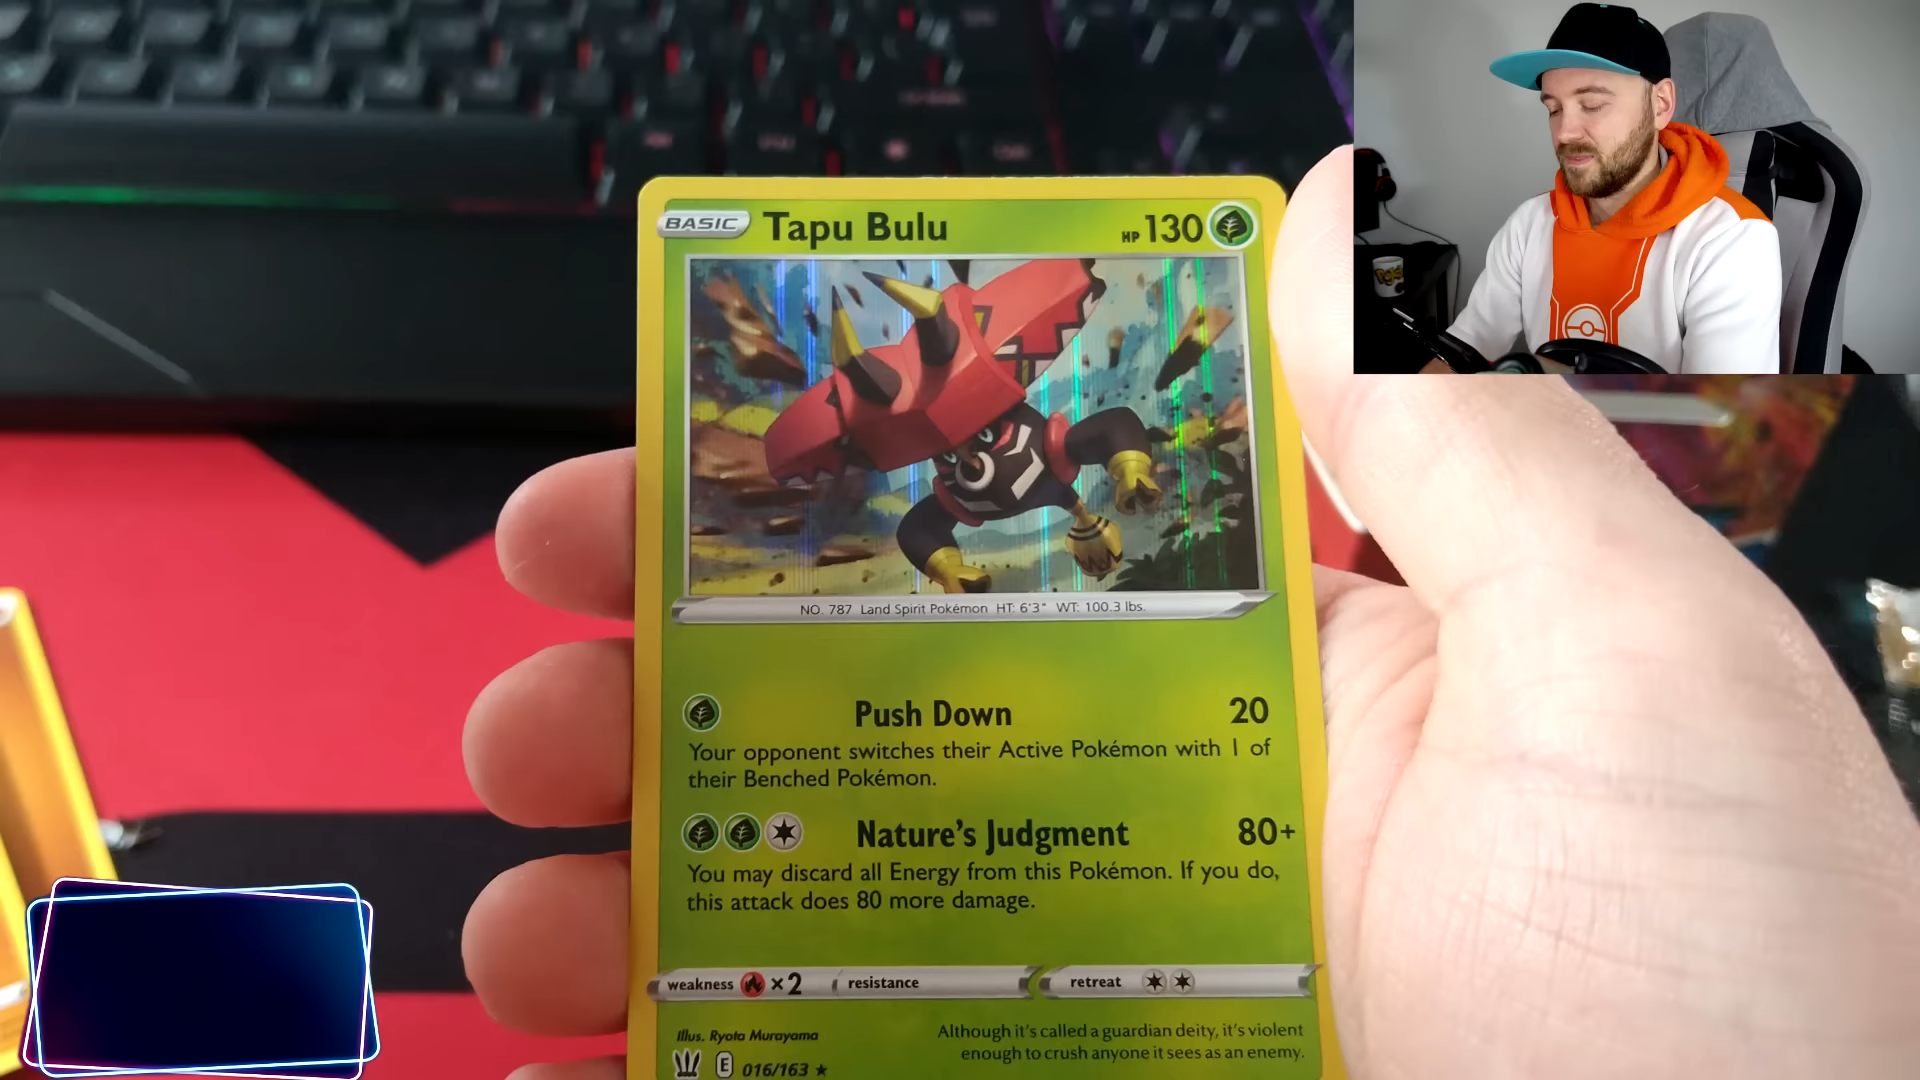 BASIC Tapu Bulu HP 130
NO. 787 Land Spirit Pokémon HT: 6'3" WT: 100.3 lbs.
Push Down 20
Your opponent switches their Active Pokémon with 1 of
their Benched Pokémon.
Nature's Judgment 80+
You may discard all Energy from this Pokémon. If you do,
this attack does 80 more damage.
weakness ×2 resistance retreat
Illus. Ryota Murayama
Although it's called a guardian deity, it's violent
enough to crush anyone it sees as an enemy.
E 016/163 ★